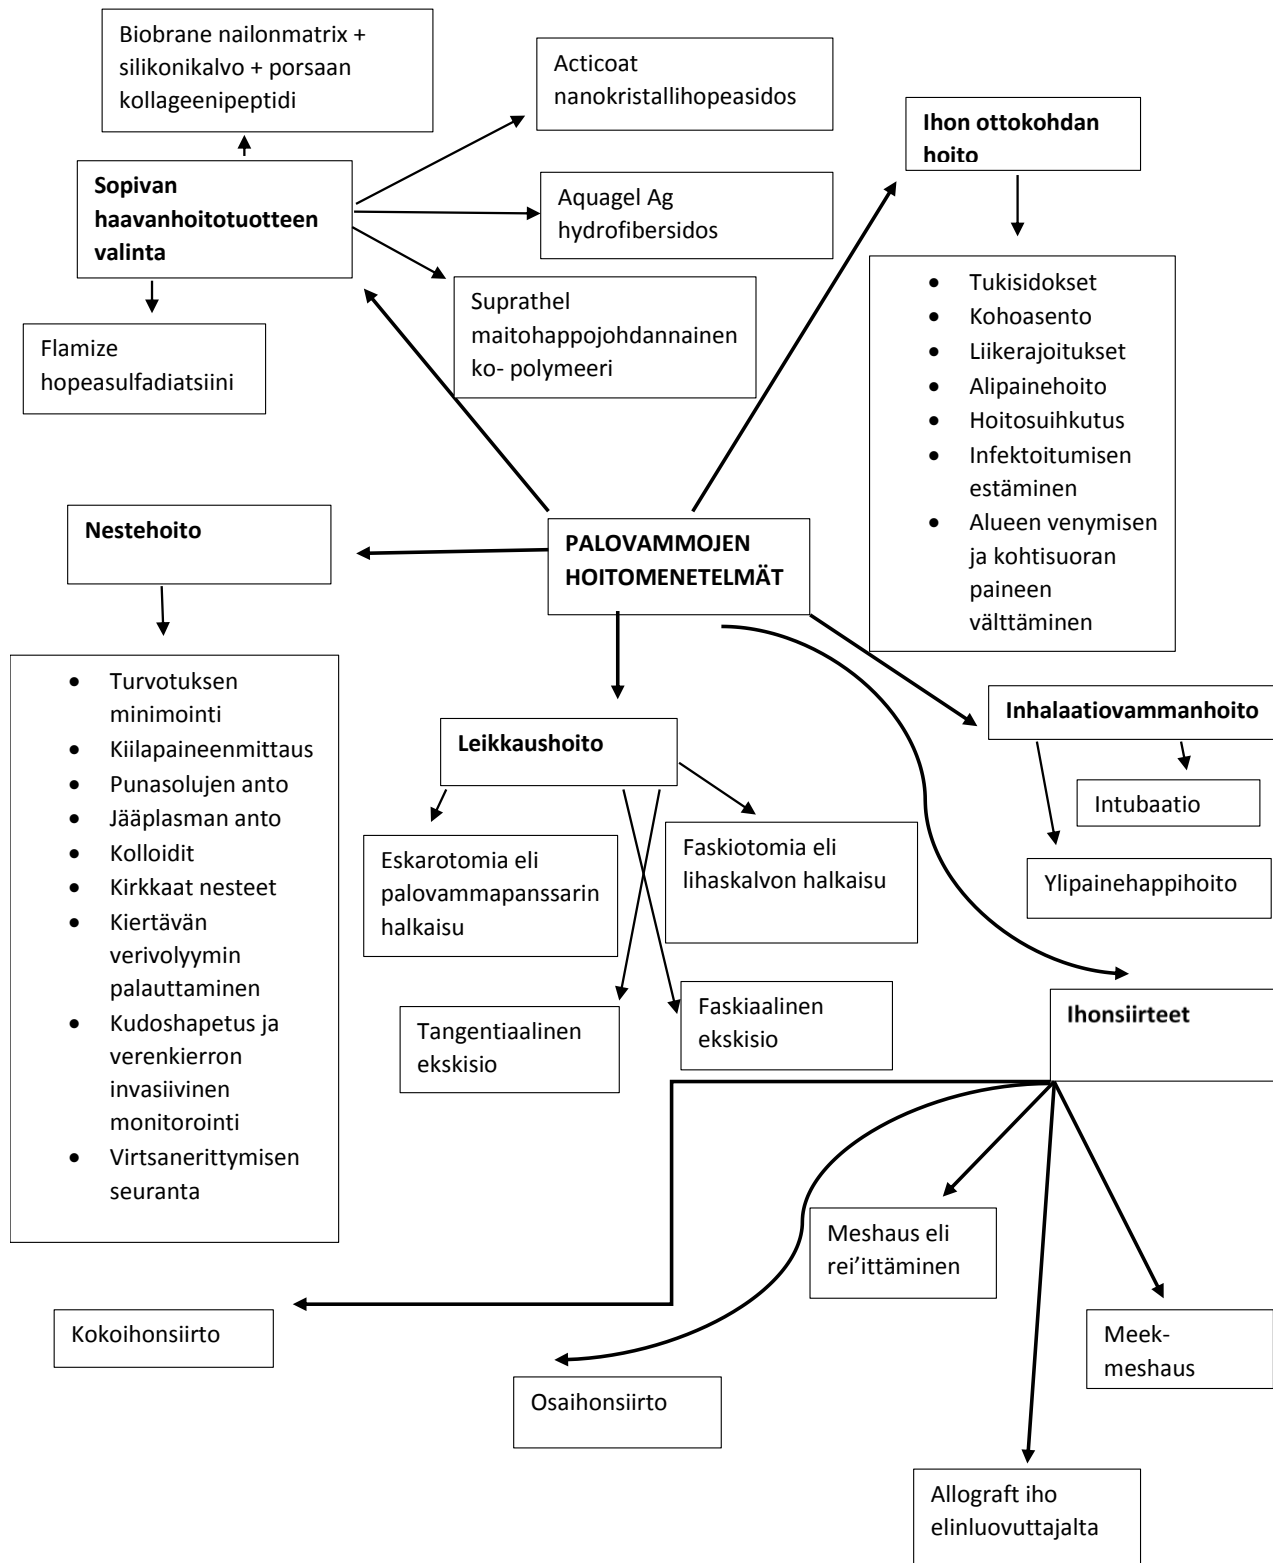 Biobrane nailonmatrix +
silikonikalvo + porsaan
kollageenipeptidi
Acticoat
nanokristallihopeasidos
Ihon ottokohdan
hoito
Sopivan
haavanhoitotuotteen
valinta
Aquagel Ag
hydrofibersidos
Suprathel
maitohappojohdannainen
ko- polymeeri
Flamize
hopeasulfadiatsiini
• Tukisidokset
• Kohoasento
• Liikerajoitukset
• Alipainehoito
• Hoitosuihkutus
• Infektoitumisen
estäminen
• Alueen venymisen
ja kohtisuoran
paineen
välttäminen
Nestehoito
PALOVAMMOJEN
HOITOMENETELMÄT
• Turvotuksen
minimointi
• Kiilapaineenmittaus
• Punasolujen anto
• Jääplasman anto
• Kolloidit
• Kirkkaat nesteet
• Kiertävän
verivolyymin
palauttaminen
• Kudoshapetus ja
verenkierron
invasiivinen
monitorointi
• Virtsanerittymisen
seuranta
Leikkaushoito
Inhalaatiovammanhoito
Intubaatio
Ylipainehappihoito
Eskarotomia eli
palovammapanssarin
halkaisu
Faskiotomia eli
lihaskalvon halkaisu
Tangentiaalinen
ekskisio
Faskiaalinen
ekskisio
Ihonsiirteet
Meshaus eli
rei’ittäminen
Kokoihonsiirto
Meek-
meshaus
Osaihonsiirto
Allograft iho
elinluovuttajalta